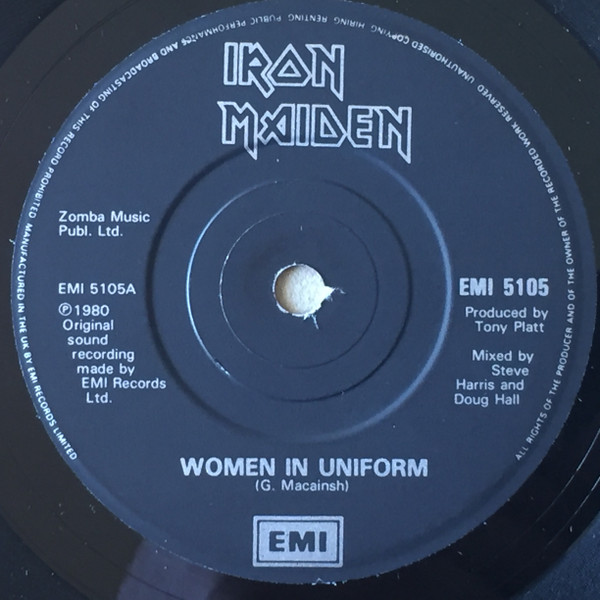 IRON
MAIDEN
Zomba Music
Publ. Ltd.
EMI 5105A
℗1980
Original
sound
recording
made by
EMI Records
Ltd.
EMI 5105
Produced by
Tony Platt
Mixed by
Steve
Harris and
Doug Hall
WOMEN IN UNIFORM
(G. Macainsh)
EMI
ALL RIGHTS OF THE PRODUCER AND OF THE OWNER OF THE RECORDED WORK RESERVED UNAUTHORISED COPYING HIRING RENTING PUBLIC PERFORMANCE AND BROADCASTING OF THIS RECORD PROHIBITED MANUFACTURED IN THE UK BY EMI RECORDS LIMITED